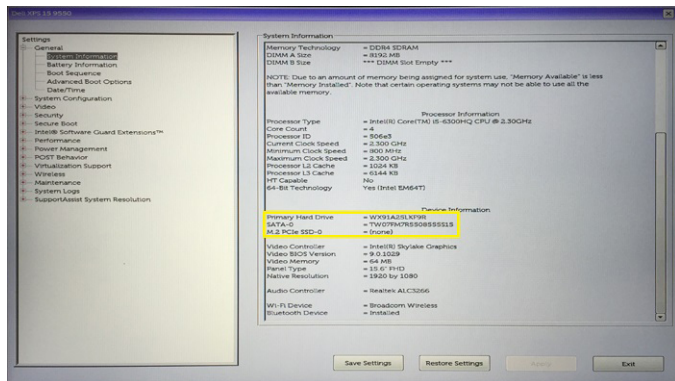 Dell XPS 15 9550
Settings
General
System Information
Battery Information
Boot Sequence
Advanced Boot Options
Date/Time
System Configuration
Video
Security
Secure Boot
Intel® Software Guard Extensions™
Performance
Power Management
POST Behavior
Virtualization Support
Wireless
Maintenance
System Logs
SupportAssist System Resolution
System Information
Memory Technology = DDR4 SDRAM
DIMM A Size = 8192 MB
DIMM B Size *** DIMM Slot Empty ***
NOTE: Due to an amount of memory being assigned for system use, "Memory Available" is less
than "Memory Installed". Note that certain operating systems may not be able to use all the
available memory.
Processor Information
Processor Type = Intel(R) Core(TM) i5-6300HQ CPU @ 2.30GHz
Core Count = 4
Processor ID = 506e3
Current Clock Speed = 2.300 GHz
Minimum Clock Speed = 800 MHz
Maximum Clock Speed = 2.300 GHz
Processor L2 Cache = 1024 KB
Processor L3 Cache = 6144 KB
HT Capable No
64-Bit Technology Yes (Intel EM64T)
Device Information
Primary Hard Drive = WX91A25LKF9R
SATA-0 = TW07FM7R5508555515
M.2 PCIe SSD-0 = (none)
Video Controller = Intel(R) Skylake Graphics
Video BIOS Version = 9.0.1029
Video Memory = 64 MB
Panel Type = 15.6" FHD
Native Resolution = 1920 by 1080
Audio Controller = Realtek ALC3266
Wi-Fi Device = Broadcom Wireless
Bluetooth Device = Installed
Save Settings
Restore Settings
Apply
Exit